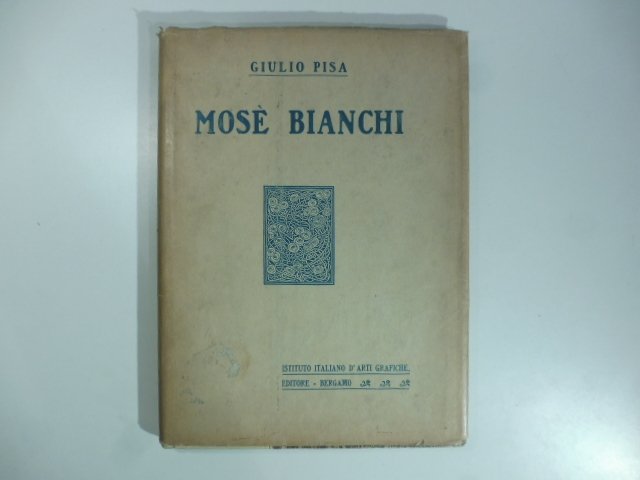 GIULIO PISA
MOSÈ BIANCHI
ISTITUTO ITALIANO D'ARTI GRAFICHE,
EDITORE - BERGAMO